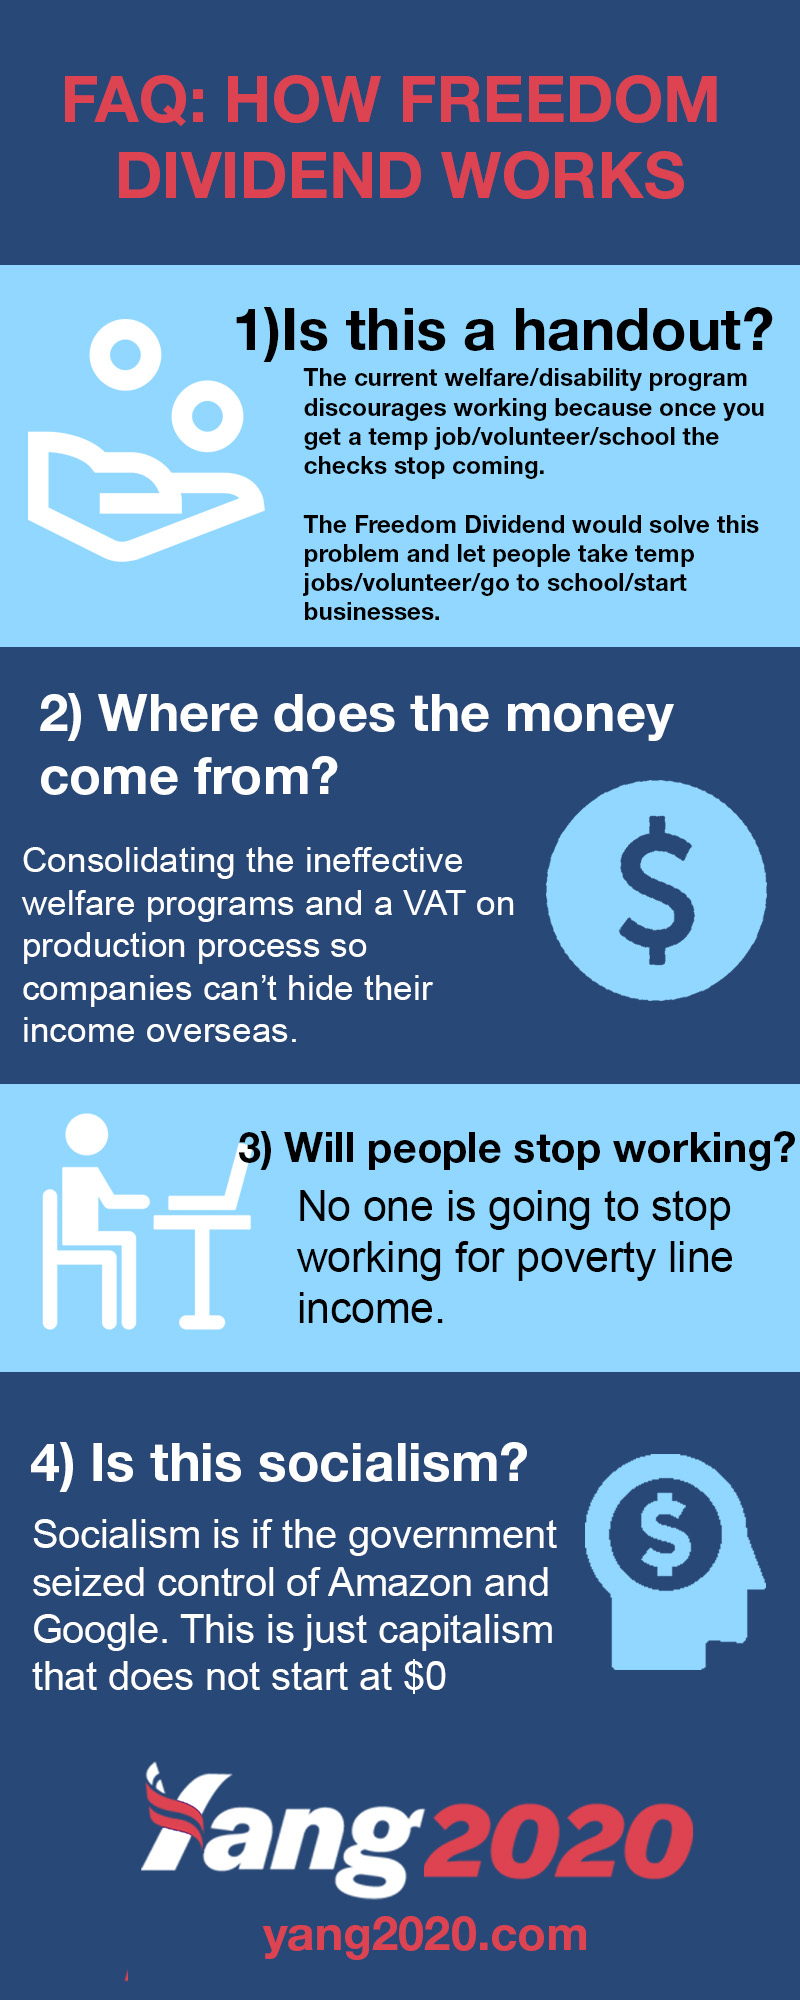 FAQ: HOW FREEDOM
DIVIDEND WORKS
1)Is this a handout?
The current welfare/disability program
discourages working because once you
get a temp job/volunteer/school the
checks stop coming.
The Freedom Dividend would solve this
problem and let people take temp
jobs/volunteer/go to school/start
businesses.
2) Where does the money
come from?
$
Consolidating the ineffective
welfare programs and a VAT on
production process so
companies can’t hide their
income overseas.
3) Will people stop working?
No one is going to stop
working for poverty line
income.
4) Is this socialism?
$
Socialism is if the government
seized control of Amazon and
Google. This is just capitalism
that does not start at $0
Yang2020
yang2020.com